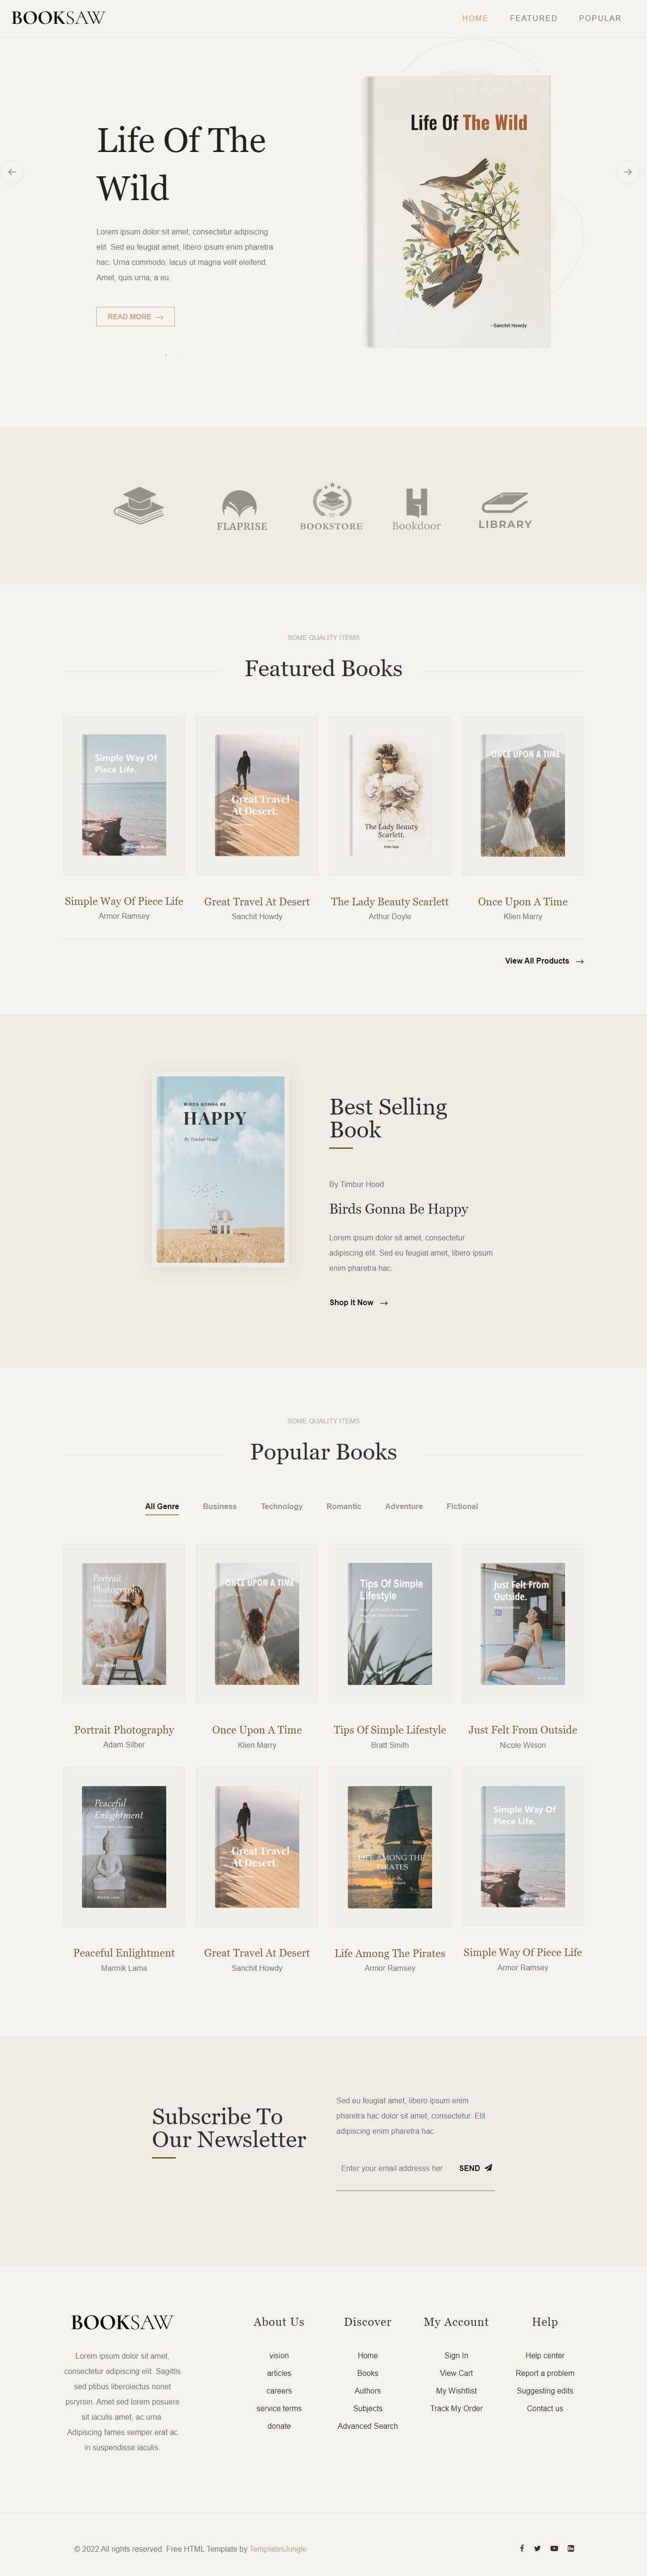 BOOKSAW
HOME FEATURED POPULAR
Life Of The
Wild
Lorem ipsum dolor sit amet, consectetur adipiscing
elit. Sed eu feugiat amet, libero ipsum enim pharetra
hac. Urna commodo, lacus ut magna velit eleifend.
Amet, quis urna, a eu.
READ MORE
Life Of The Wild
- Sanchit Howdy
FLAPRISE
BOOKSTORE
Bookdoor
LIBRARY
SOME QUALITY ITEMS
Featured Books
Simple Way Of
Piece Life.
Great Travel
At Desert.
The Lady Beauty
Scarlett.
ONCE UPON A TIME
Simple Way Of Piece Life
Armor Ramsey
Great Travel At Desert
Sanchit Howdy
The Lady Beauty Scarlett
Arthur Doyle
Once Upon A Time
Klien Marry
View All Products
BIRDS GONNA BE
HAPPY
By Timbur Hood
Best Selling
Book
By Timbur Hood
Birds Gonna Be Happy
Lorem ipsum dolor sit amet, consectetur
adipiscing elit. Sed eu feugiat amet, libero ipsum
enim pharetra hac.
Shop It Now
SOME QUALITY ITEMS
Popular Books
All Genre Business Technology Romantic Adventure Fictional
Portrait
Photography
ONCE UPON A TIME
Tips Of Simple
Lifestyle
Just Felt From
Outside.
Portrait Photography
Adam Silber
Once Upon A Time
Klien Marry
Tips Of Simple Lifestyle
Bratt Smith
Just Felt From Outside
Nicole Wilson
Peaceful
Enlightment
Great Travel
At Desert.
LIFE AMONG THE
PIRATES
Simple Way Of
Piece Life.
Peaceful Enlightment
Marmik Lama
Great Travel At Desert
Sanchit Howdy
Life Among The Pirates
Armor Ramsey
Simple Way Of Piece Life
Armor Ramsey
Subscribe To
Our Newsletter
Sed eu feugiat amet, libero ipsum enim
pharetra hac dolor sit amet, consectetur. Elit
adipiscing enim pharetra hac.
Enter your email addresss her
SEND
BOOKSAW
Lorem ipsum dolor sit amet,
consectetur adipiscing elit. Sagittis
sed ptibus liberolectus nonet
psryroin. Amet sed lorem posuere
sit iaculis amet, ac urna.
Adipiscing fames semper erat ac
in suspendisse iaculis.
About Us
vision
articles
careers
service terms
donate
Discover
Home
Books
Authors
Subjects
Advanced Search
My Account
Sign In
View Cart
My Wishtlist
Track My Order
Help
Help center
Report a problem
Suggesting edits
Contact us
© 2022 All rights reserved. Free HTML Template by TemplatesJungle